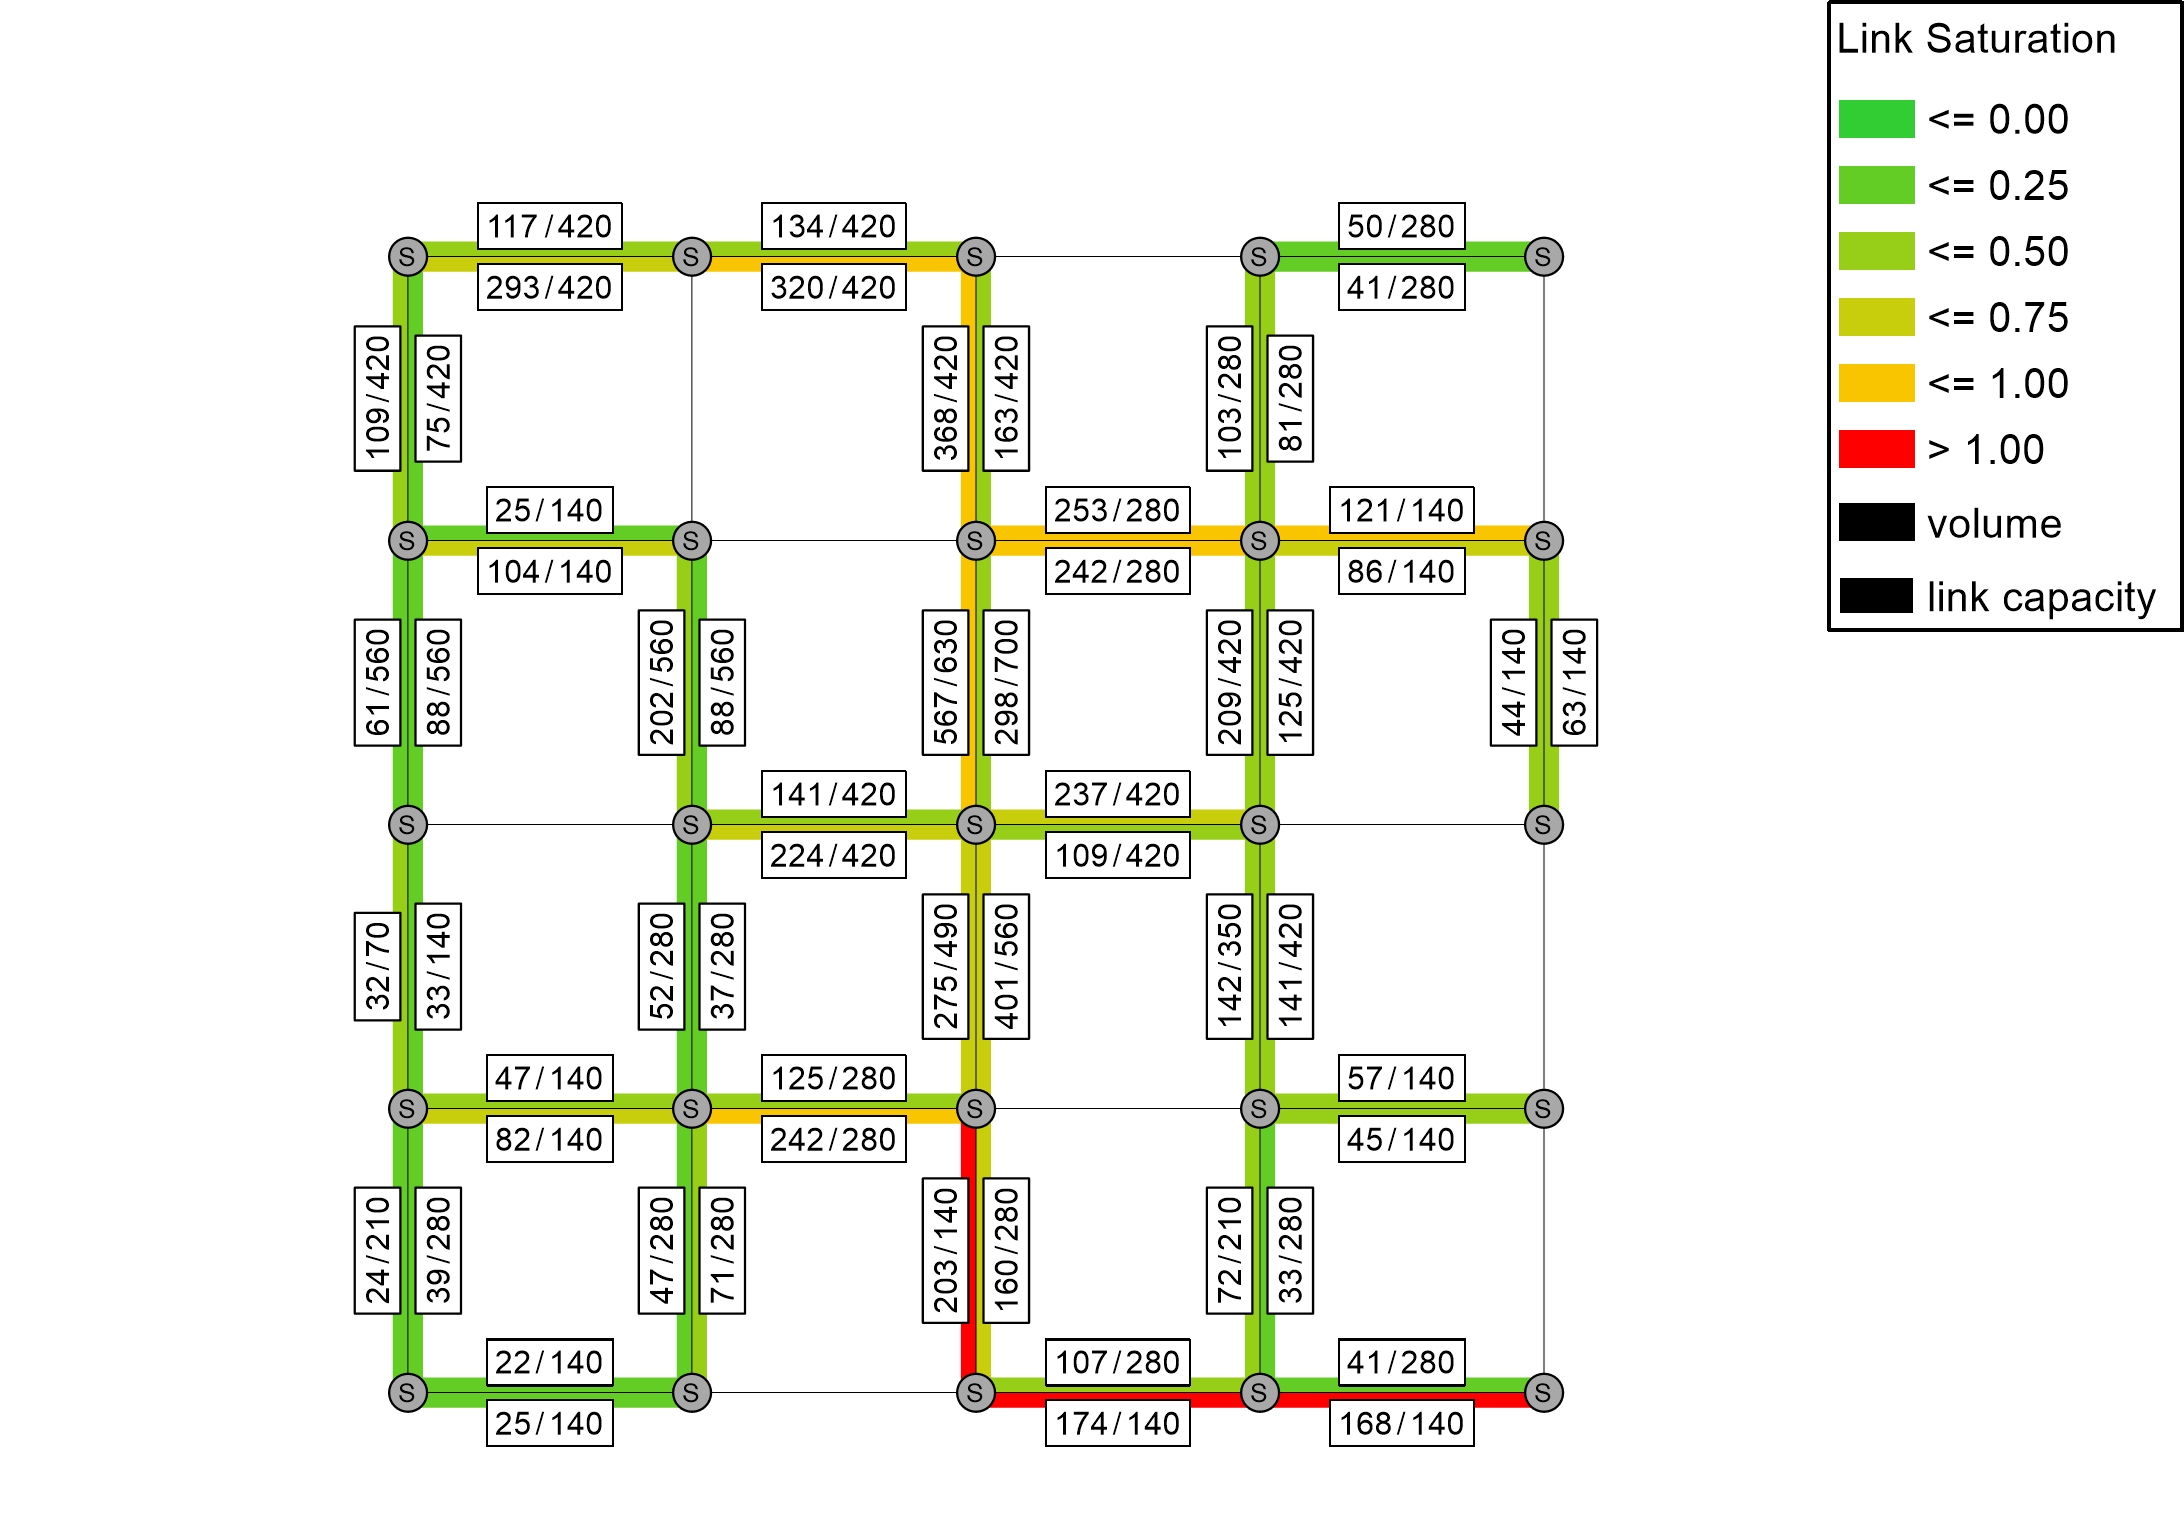 Link Saturation
<= 0.00
<= 0.25
<= 0.50
<= 0.75
<= 1.00
> 1.00
volume
link capacity
117/420
134/420
50/280
S
S
S
S
S
293/420
320/420
41/280
109/420
75/420
368/420
163/420
103/280
81/280
25/140
253/280
121/140
S
S
S
S
S
104/140
242/280
86/140
61/560
88/560
202/560
88/560
567/630
298/700
209/420
125/420
44/140
63/140
141/420
237/420
S
S
S
S
S
224/420
109/420
32/70
33/140
52/280
37/280
275/490
401/560
142/350
141/420
47/140
125/280
57/140
S
S
S
S
S
82/140
242/280
45/140
24/210
39/280
47/280
71/280
203/140
160/280
72/210
33/280
22/140
107/280
41/280
S
S
S
S
S
25/140
174/140
168/140